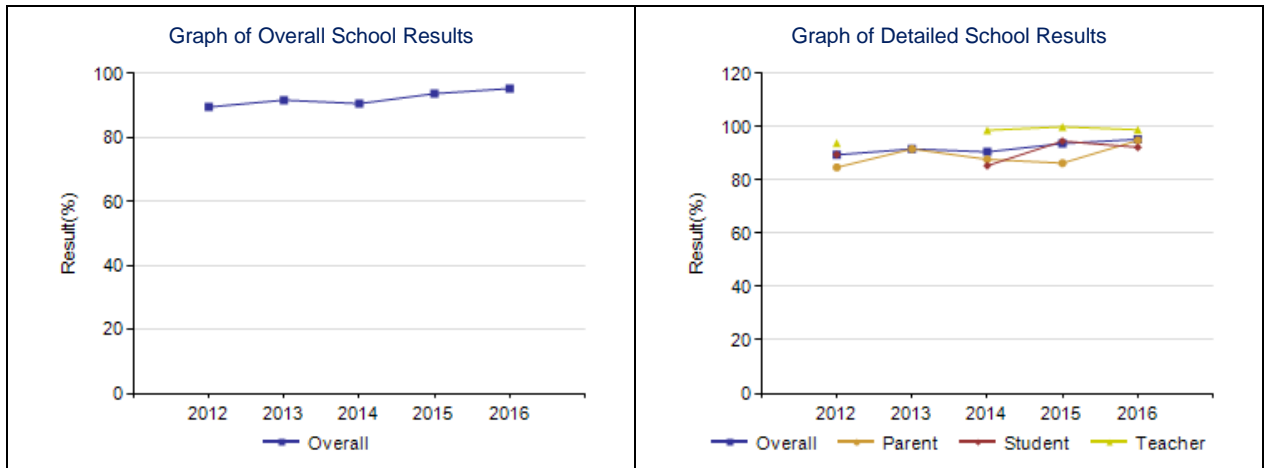 Graph of Overall School Results
100
80
60
40
20
0
Result(%)
2012 2013 2014 2015 2016
Overall
Graph of Detailed School Results
120
100
80
60
40
20
0
Result(%)
2012 2013 2014 2015 2016
Overall Parent Student Teacher